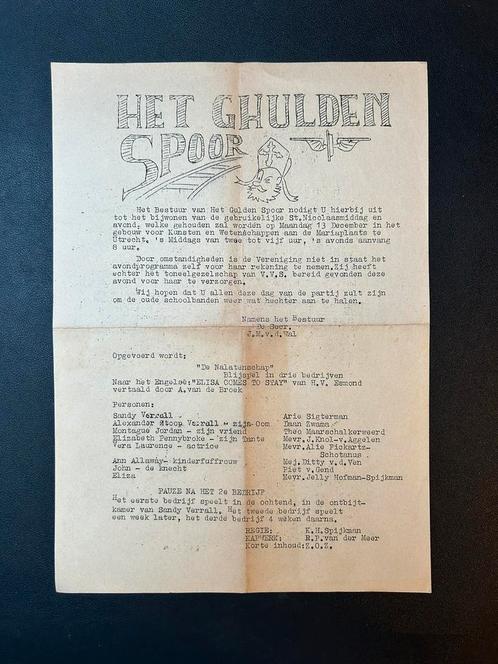 HET GHULDEN
SPOOR
Het Bestuur van Het Gulden Spoor nodigt U hierbij uit
tot het bijwonen van de gebruikelijke St.Nicolaasmiddag en
avond, welke gehouden zal worden op Maandag 13 December in het
gebouw voor Kunsten en Wetenschappen aan de Mariaplaats te
Utrecht. 's Middags van twee tot vijf uur, 's avonds aanvang
8 uur.
Door omstandigheden is de Vereniging niet in staat het
avondprogramma zelf voor haar rekening te nemen.Zij heeft
echter het toneelgezelschap van V.V.S. bereid gevonden deze
avond voor haar te verzorgen.
Wij hopen dat U allen deze dag van de partij zult zijn
om de oude schoolbanden weer wat hechter aan te halen.
Namens het Bestuur
De Secr.
J.M.v.d.Wal
Opgevoerd wordt:
"De Nalatenschap"
Blijspel in drie bedrijven
Naar het Engelse:"ELISA COMES TO STAY" van H.V. Esmond
vertaald door A.van de Broek
Personen:
Sandy Verrall Arie Sigterman
Alexander Stoop Verrall - zijn Oom Daan Zwaan
Montague Jordan - zijn vriend Theo Maarschalkerweerd
Elizabeth Pennybroke - zijn Tante Mevr.J.Knol-v.Aggelen
Vera Laurence - actrice Mevr.Alie Fickartz-
Schotanus
Ann Allaway- kinderjuffrouw Mej.Ditty v.d.Ven
John - de knecht Piet v.Gend
Eliza Mevr.Jelly Hofman-Spijkman
PAUZE NA HET 2e BEDRIJF
Het eerste bedrijf speelt in de ochtend, in de ontbijt-
kamer van Sandy Verrall. Het tweede bedrijf speelt
een week later, het derde bedrijf 4 weken daarna.
REGIE: K.H.Spijkman
KAPWERK: R.P.van der Meer
Korte inhoud:Z.O.Z.